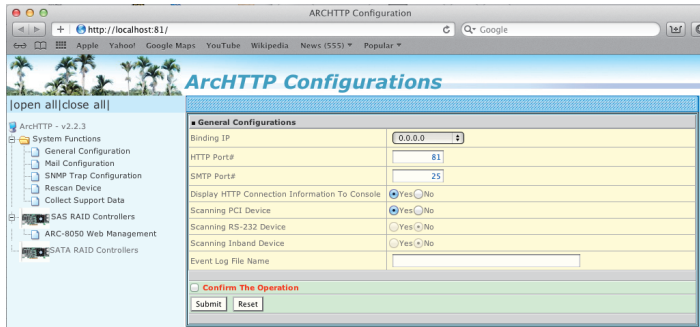 ARCHTTP Configuration
http://localhost:81/
Google
Apple Yahoo! Google Maps YouTube Wikipedia News (555) Popular
ArcHTTP Configurations
|open all|close all|
ArcHTTP - v2.2.3
System Functions
General Configuration
Mail Configuration
SNMP Trap Configuration
Rescan Device
Collect Support Data
SAS RAID Controllers
ARC-8050 Web Management
SATA RAID Controllers
General Configurations
Binding IP 0.0.0.0
HTTP Port# 81
SMTP Port# 25
Display HTTP Connection Information To Console Yes No
Scanning PCI Device Yes No
Scanning RS-232 Device Yes No
Scanning Inband Device Yes No
Event Log File Name
Confirm The Operation
Submit Reset